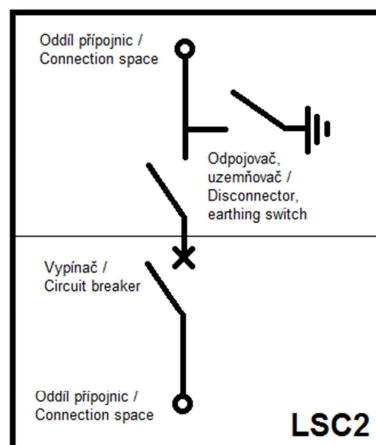 Oddíl přípojnic /
Connection space
Odpojovač,
uzemňovač /
Disconnector,
earthing switch
Vypínač /
Circuit breaker
Oddíl přípojnic /
Connection space
LSC2